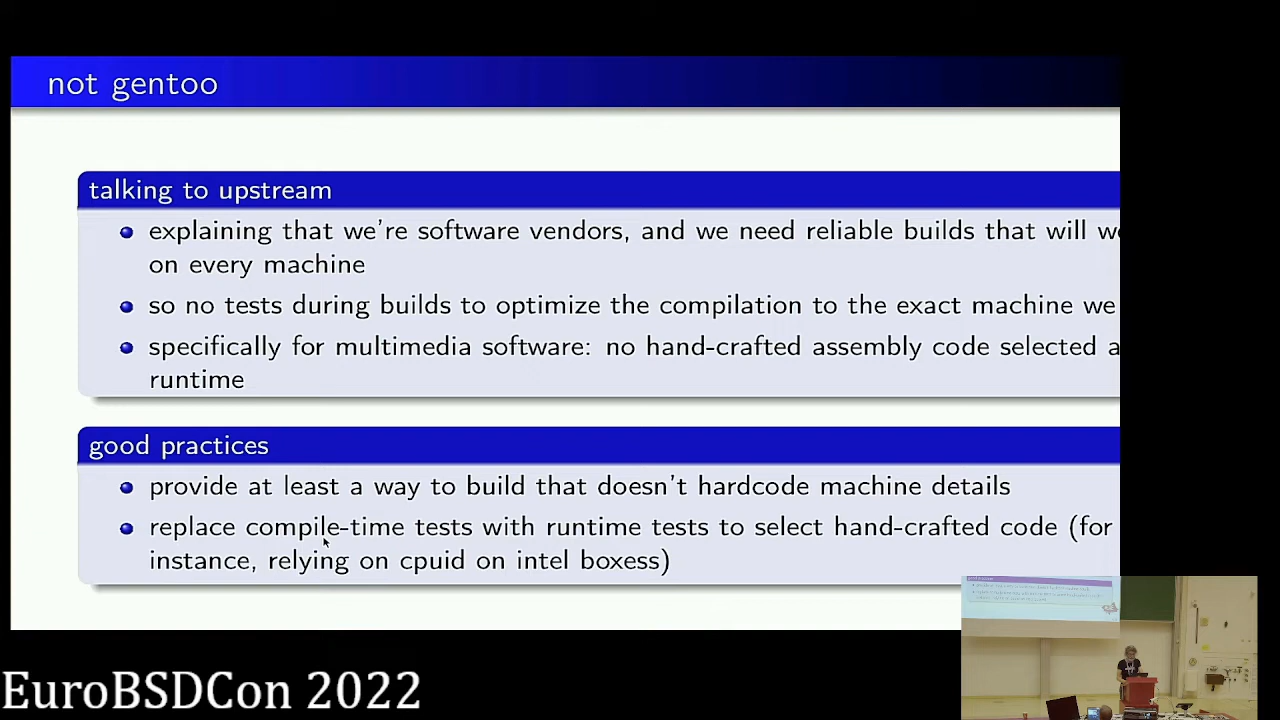 not gentoo
talking to upstream
explaining that we're software vendors, and we need reliable builds that will
on every machine
so no tests during builds to optimize the compilation to the exact machine we
specifically for multimedia software: no hand-crafted assembly code selected
runtime
good practices
provide at least a way to build that doesn't hardcode machine details
replace compile-time tests with runtime tests to select hand-crafted code (for
instance, relying on cpuid on intel boxess)
EuroBSDCon 2022